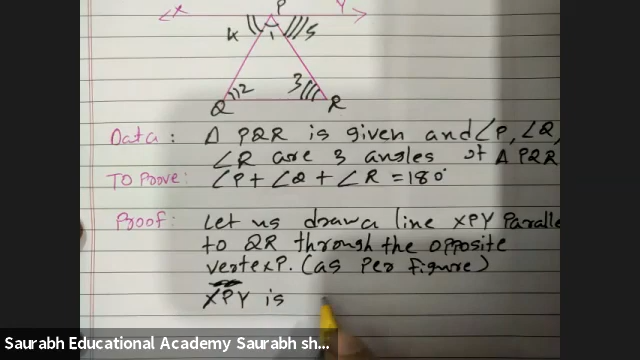 P
X Y
4 1 5
2 3
Q R
Data: Δ PQR is given and ∠P, ∠Q,
∠R are 3 angles of Δ PQR
To Prove: ∠P + ∠Q + ∠R = 180°
Proof: Let us draw a line XPY Paralle
to QR through the opposite
vertex P. (as Per figure)
XPY is
Saurabh Educational Academy Saurabh sh...